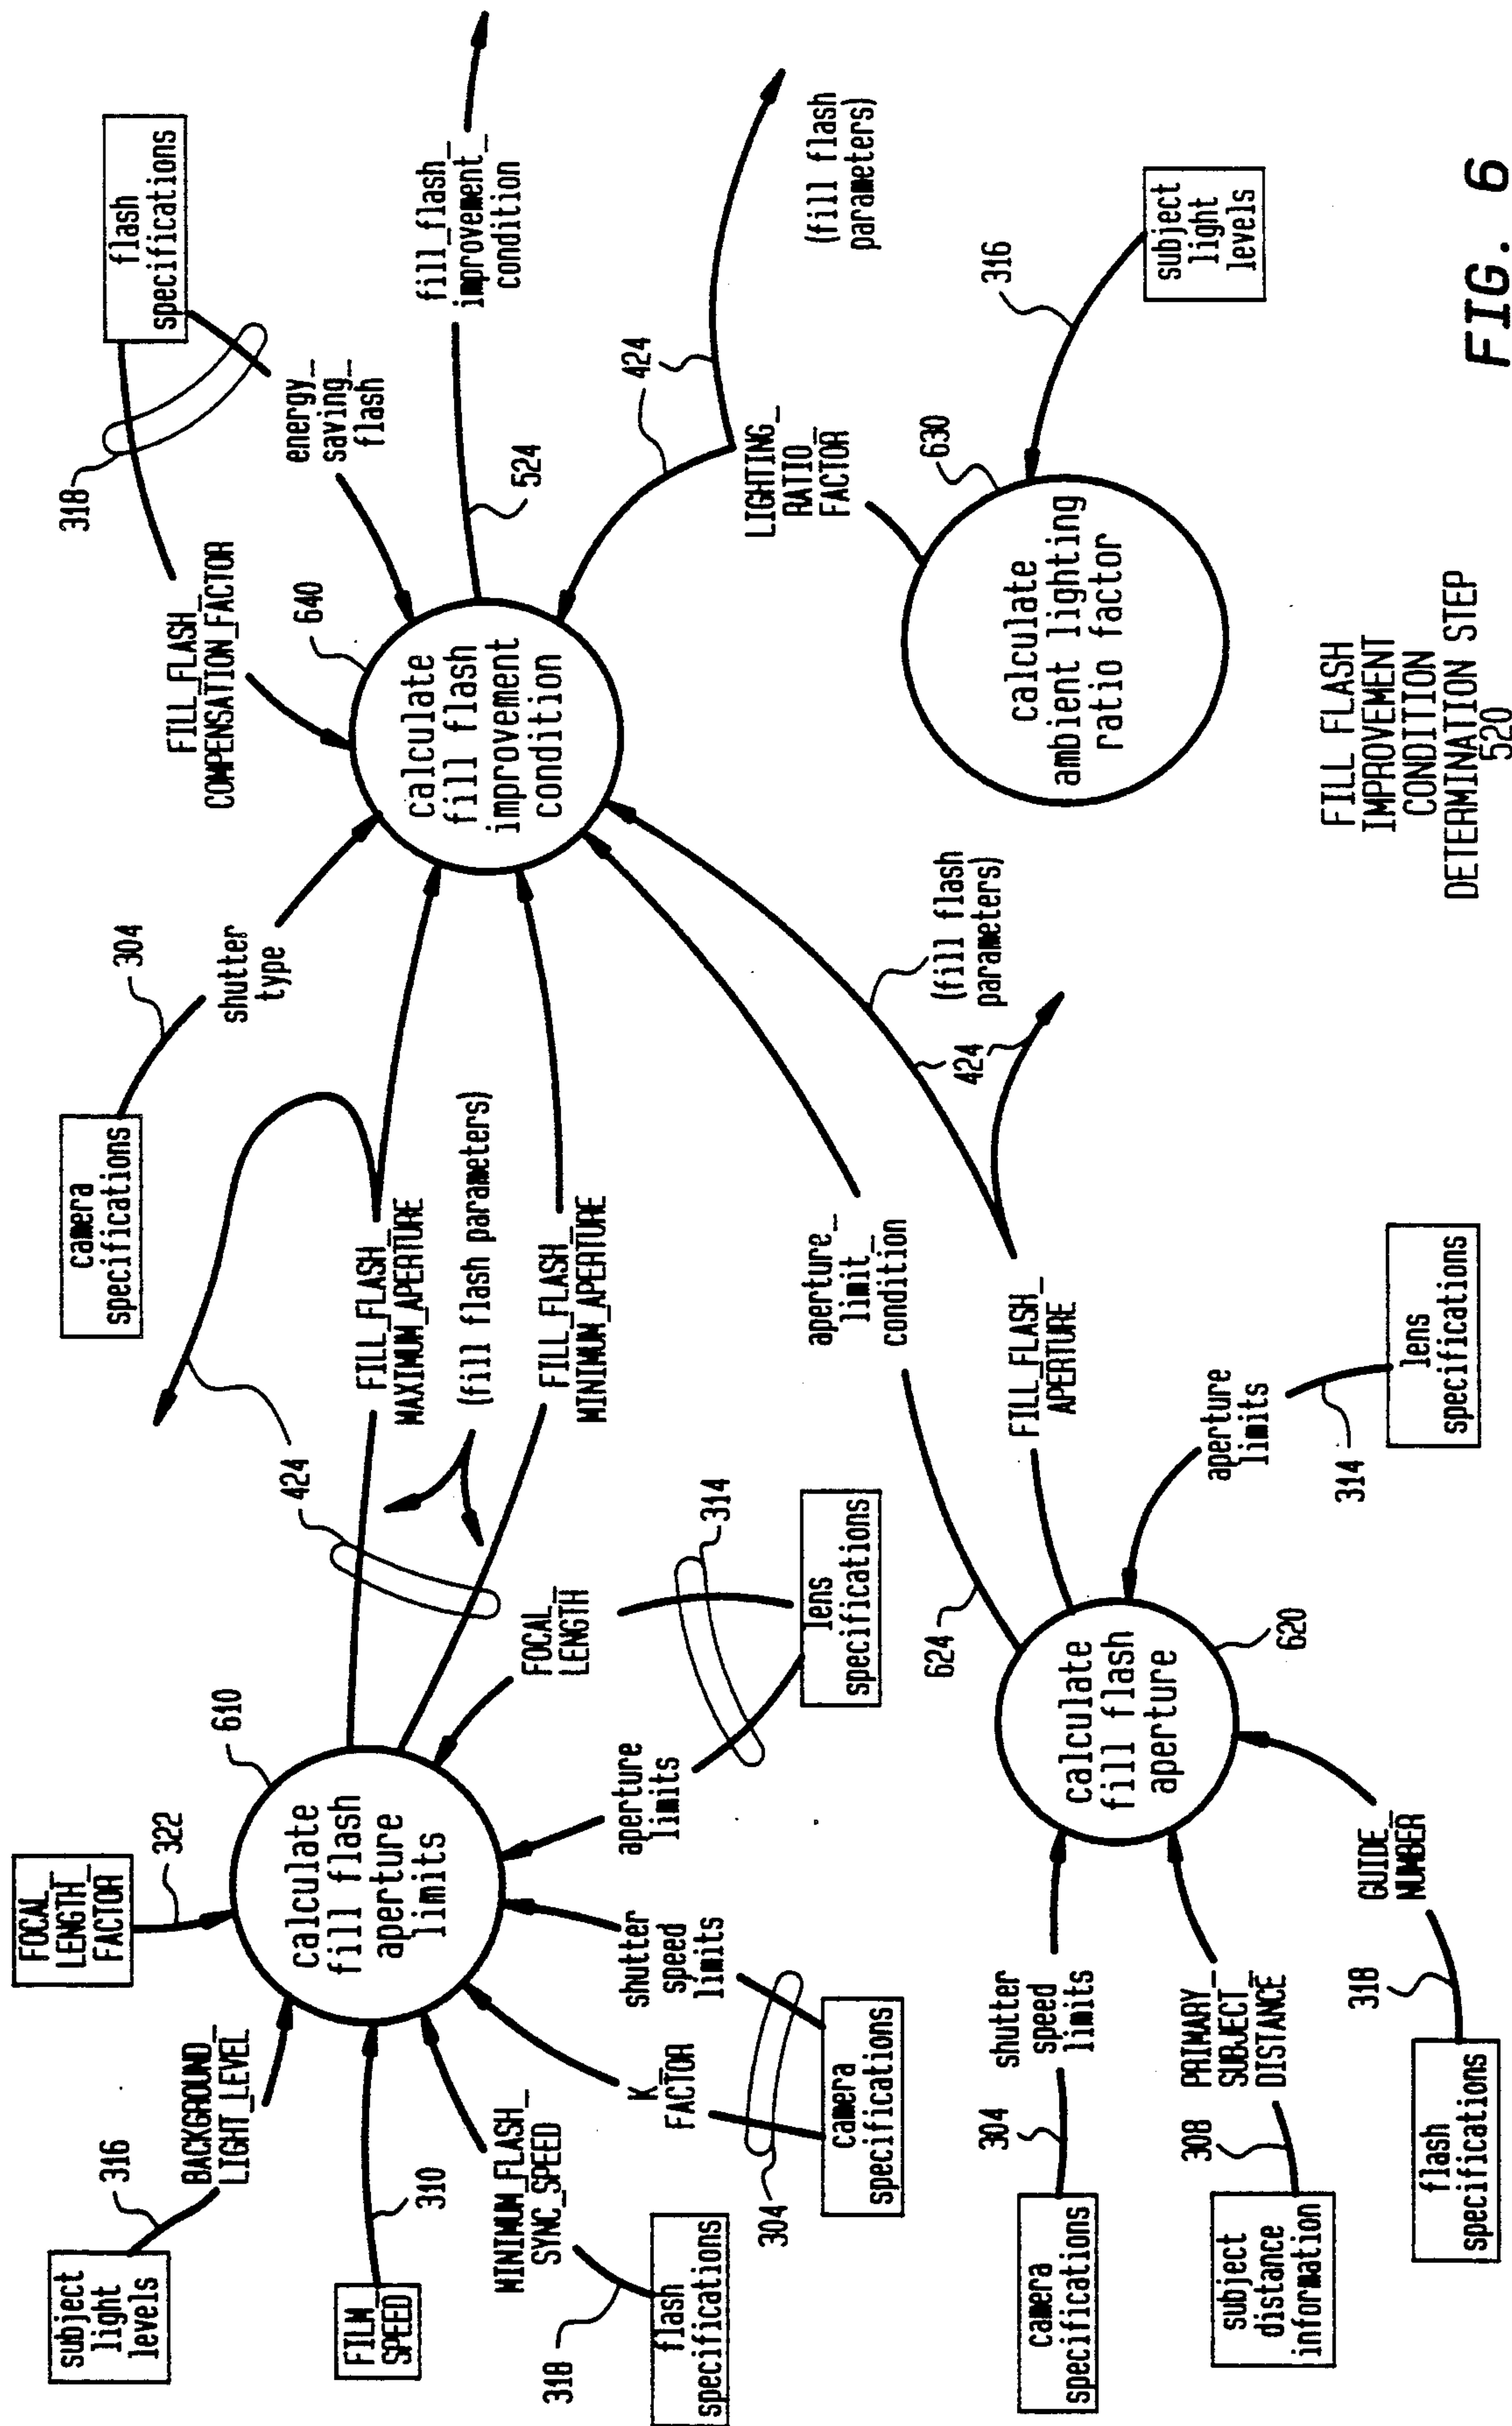 subject
light
levels
316
BACKGROUND_
LIGHT_LEVEL
FOCAL_
LENGTH_
FACTOR
322
FILM_
SPEED
310
MINIMUM_FLASH_
SYNC_SPEED
318
flash
specifications
K_
FACTOR
304
camera
specifications
shutter
speed
limits
aperture
limits
FOCAL_
LENGTH
314
lens
specifications
calculate
fill flash
aperture
limits
610
424
FILL_FLASH_
MAXIMUM_APERTURE
(fill flash parameters)
FILL_FLASH_
MINIMUM_APERTURE
camera
specifications
304
shutter
type
FILL_FLASH_
COMPENSATION_FACTOR
318
flash
specifications
energy_
saving_
flash
640
calculate
fill flash
improvement
condition
524
fill_flash_
improvement_
condition
424
LIGHTING_
RATIO_
FACTOR
(fill flash
parameters)
630
calculate
ambient lighting
ratio factor
316
subject
light
levels
camera
specifications
304
shutter
speed
limits
subject
distance
information
308
PRIMARY_
SUBJECT_
DISTANCE
flash
specifications
318
GUIDE_
NUMBER
calculate
fill flash
aperture
620
624
aperture_
limit_
condition
FILL_FLASH_
APERTURE
424
(fill flash
parameters)
aperture
limits
314
lens
specifications
FILL FLASH
IMPROVEMENT
CONDITION
DETERMINATION STEP
520
FIG. 6